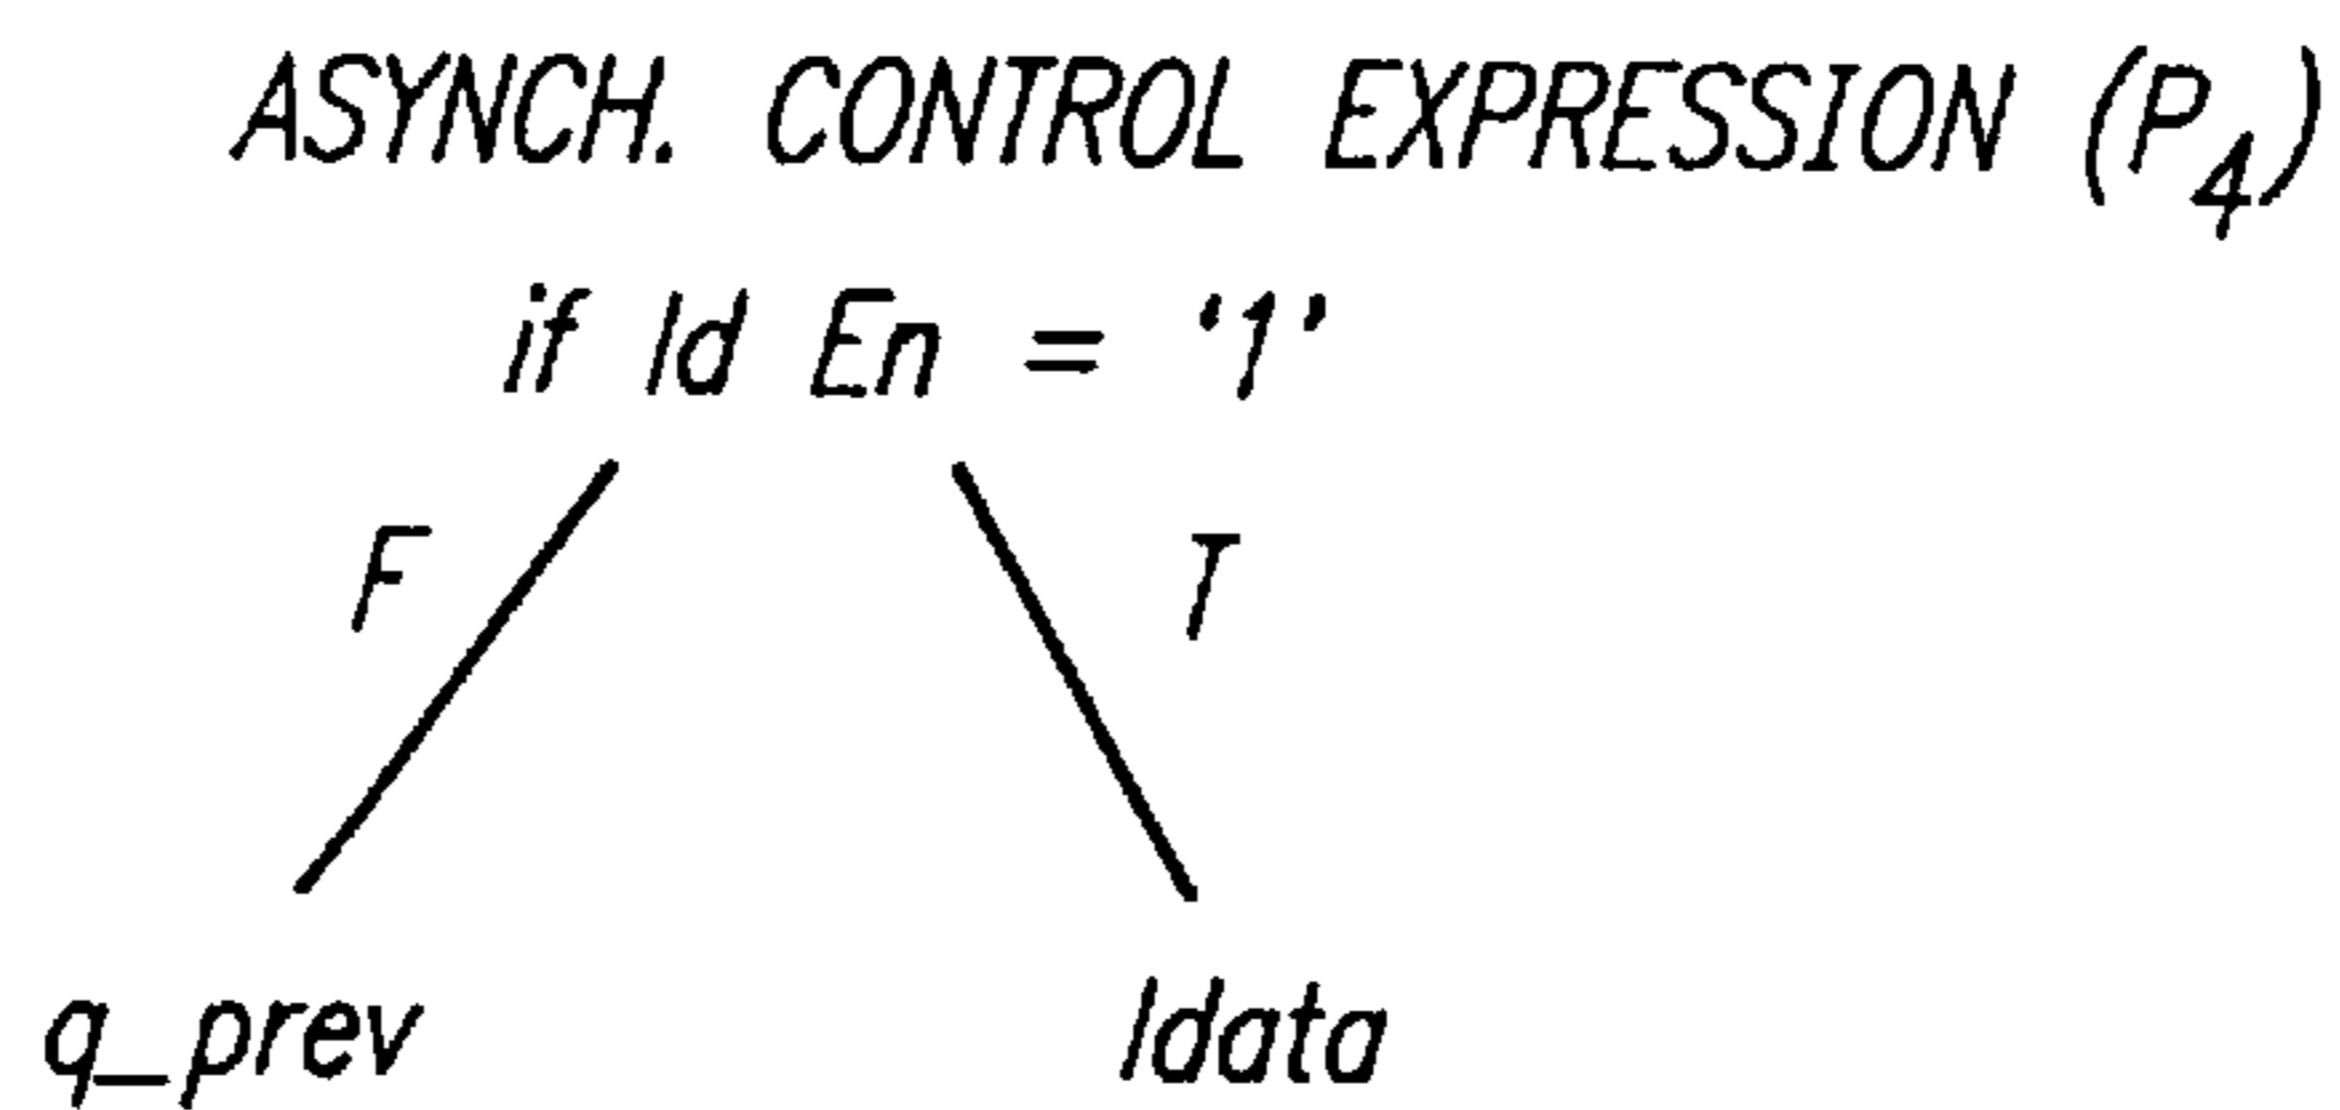 ASYNCH. CONTROL EXPRESSION (P4)
if ld En = '1'
F T
q_prev ldata